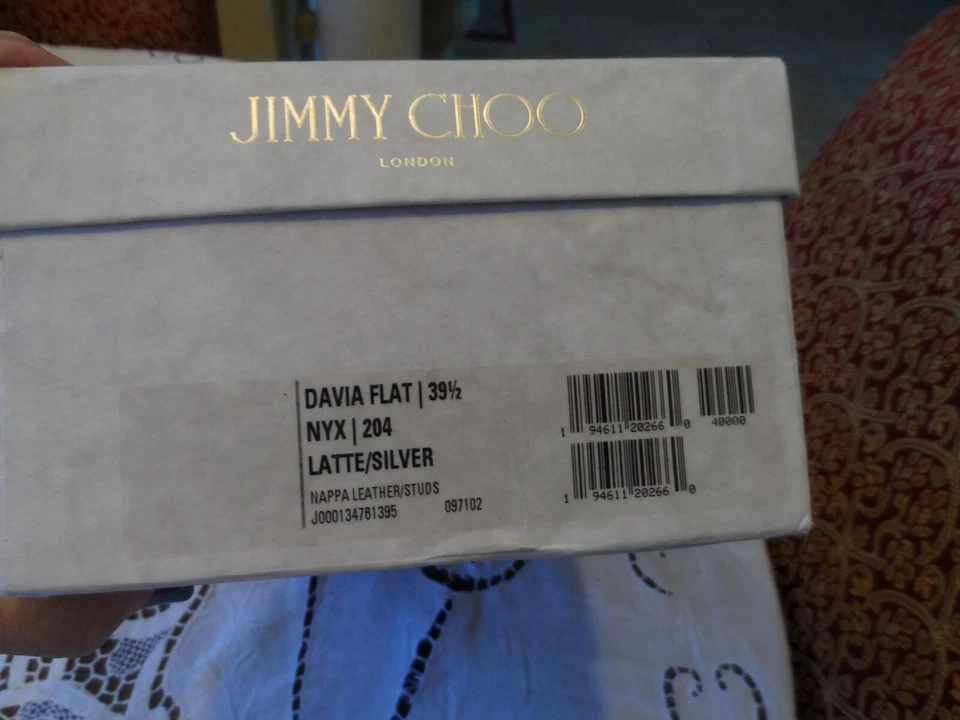 JIMMY CHOO
LONDON
DAVIA FLAT | 39½
NYX | 204
LATTE/SILVER
NAPPA LEATHER/STUDS
J000134761395 097102
1 94611 20266 0 40000
1 94611 20266 0